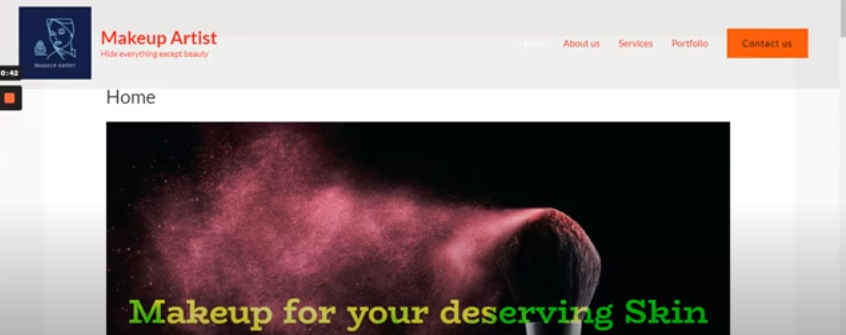 MAKEUP ARTIST
Makeup Artist
Hide everything except beauty
Home
About us
Services
Portfolio
Contact us
0:42
Home
Makeup for your deserving Skin